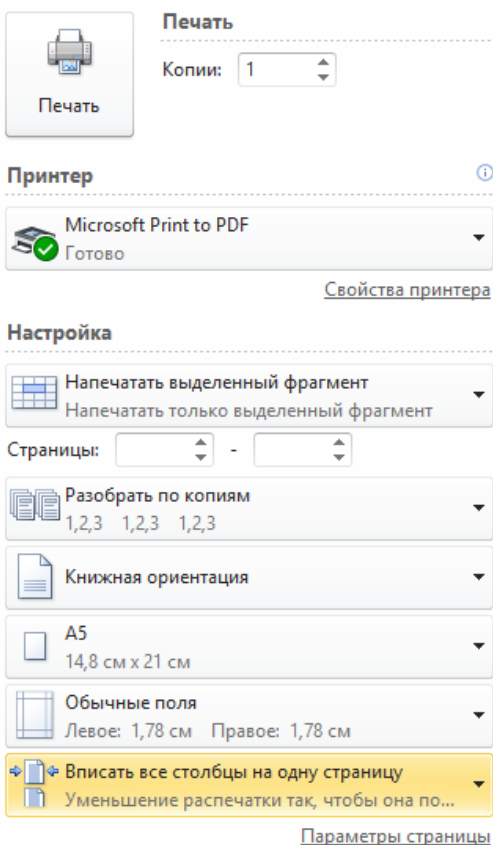 Печать
Копии: 1
Печать
Принтер
Microsoft Print to PDF
Готово
Свойства принтера
Настройка
Напечатать выделенный фрагмент
Напечатать только выделенный фрагмент
Страницы: -
Разобрать по копиям
1,2,3 1,2,3 1,2,3
Книжная ориентация
A5
14,8 см x 21 см
Обычные поля
Левое: 1,78 см Правое: 1,78 см
Вписать все столбцы на одну страницу
Уменьшение распечатки так, чтобы она по...
Параметры страницы